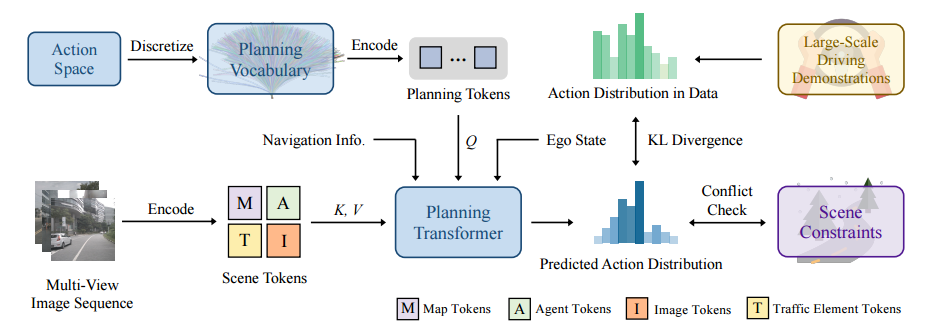 Action
Space
Discretize
Planning
Vocabulary
Encode
...
Planning Tokens
Action Distribution in Data
Large-Scale
Driving
Demonstrations
Navigation Info.
Q
Ego State
KL Divergence
Multi-View
Image Sequence
Encode
M
A
T
I
Scene Tokens
K, V
Planning
Transformer
Predicted Action Distribution
Conflict
Check
Scene
Constraints
M Map Tokens
A Agent Tokens
I Image Tokens
T Traffic Element Tokens